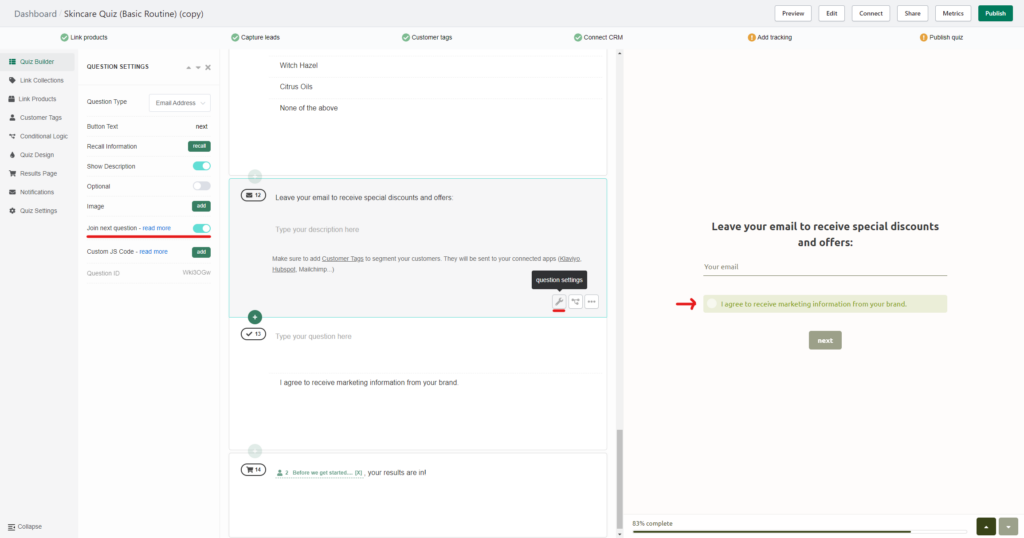 Dashboard / Skincare Quiz (Basic Routine) (copy)
Preview
Edit
Connect
Share
Metrics
Publish
Link products
Capture leads
Customer tags
Connect CRM
Add tracking
Publish quiz
Quiz Builder
Link Collections
Link Products
Customer Tags
Conditional Logic
Quiz Design
Results Page
Notifications
Quiz Settings
Collapse
QUESTION SETTINGS
Question Type
Email Address
Button Text
next
Recall Information
recall
Show Description
Optional
Image
add
Join next question - read more
Custom JS Code - read more
add
Question ID
Witch Hazel
Citrus Oils
None of the above
12
Leave your email to receive special discounts and offers:
Type your description here
Make sure to add Customer Tags to segment your customers. They will be sent to your connected apps (Klaviyo,
Hubspot, Mailchimp...)
question settings
13
Type your question here
I agree to receive marketing information from your brand.
14
2 Before we get started.... (X) , your results are in!
Leave your email to receive special discounts
and offers:
Your email
I agree to receive marketing information from your brand.
next
83% complete